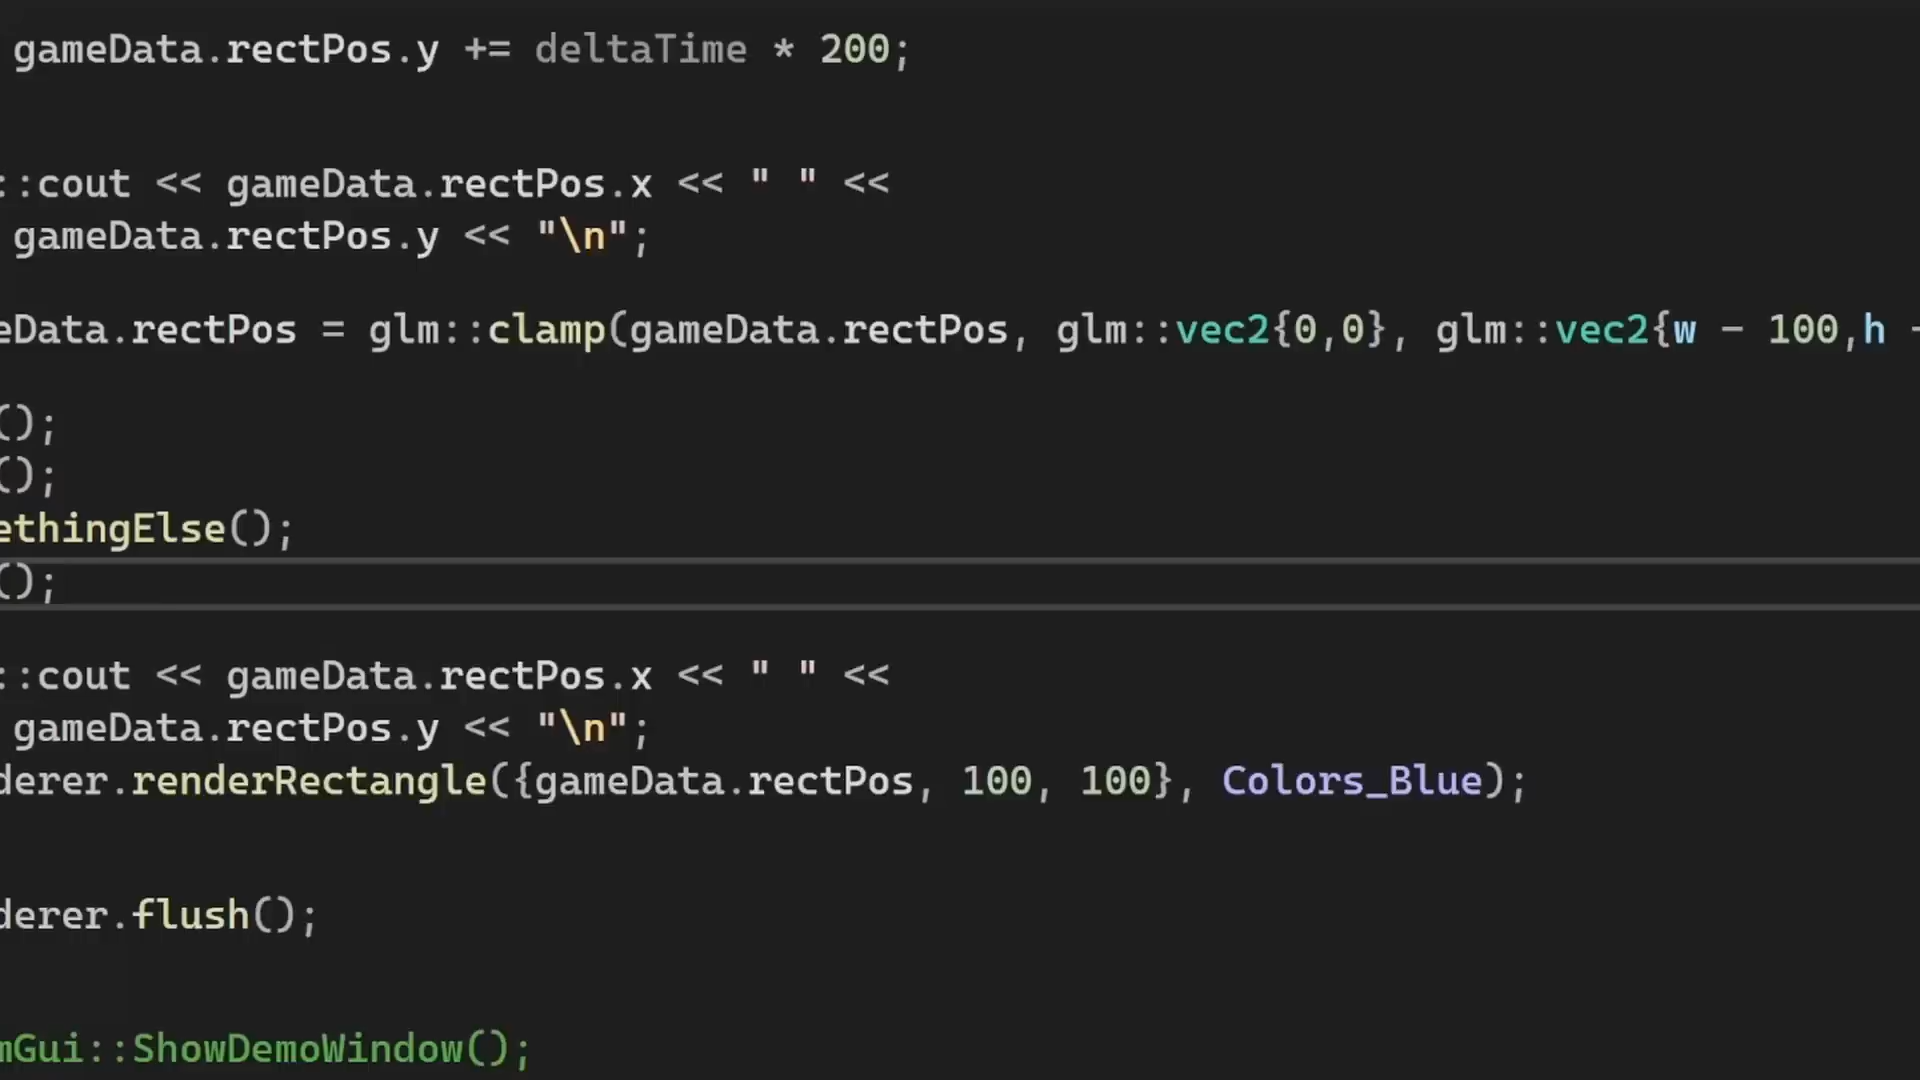 gameData.rectPos.y += deltaTime * 200;
::cout << gameData.rectPos.x << " " <<
gameData.rectPos.y << "\n";
eData.rectPos = glm::clamp(gameData.rectPos, glm::vec2{0,0}, glm::vec2{w - 100,h -
();
();
ethingElse();
();
::cout << gameData.rectPos.x << " " <<
gameData.rectPos.y << "\n";
derer.renderRectangle({gameData.rectPos, 100, 100}, Colors_Blue);
derer.flush();
mGui::ShowDemoWindow();